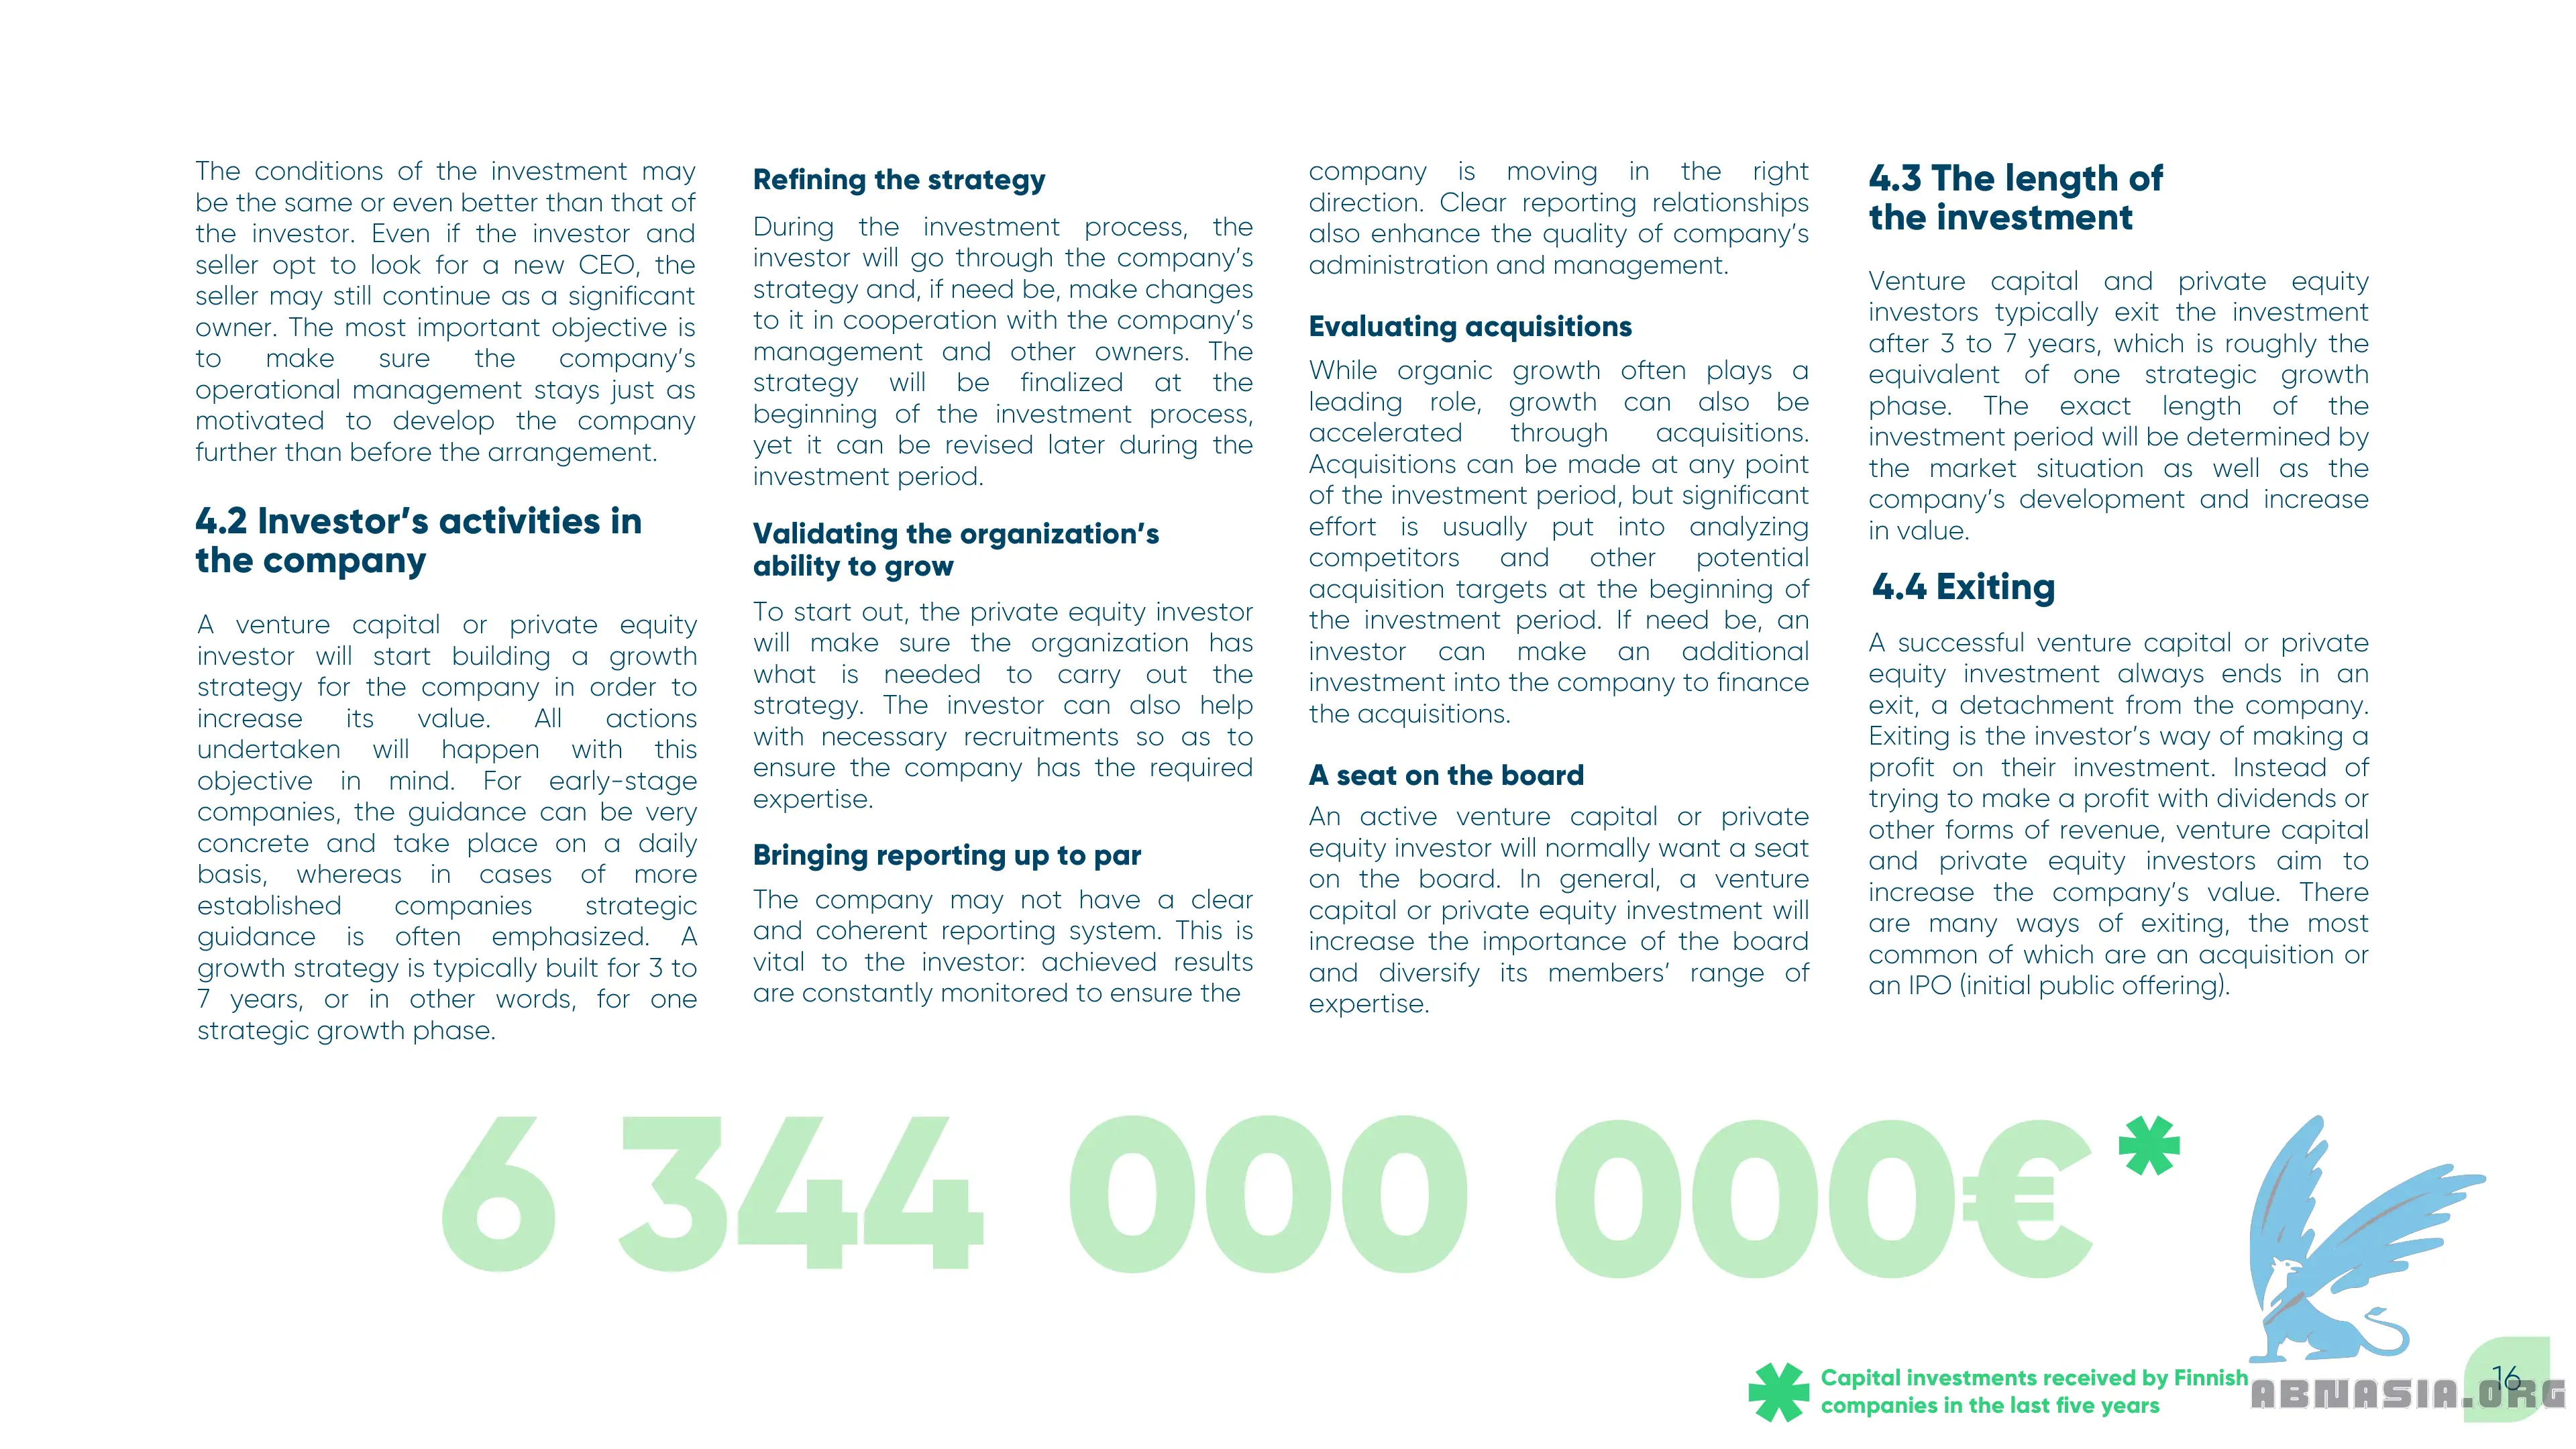 The conditions of the investment may
be the same or even better than that of
the investor. Even if the investor and
seller opt to look for a new CEO, the
seller may still continue as a significant
owner. The most important objective is
to make sure the company's
operational management stays just as
motivated to develop the company
further than before the arrangement.
4.2 Investor's activities in
the company
A venture capital or private equity
investor will start building a growth
strategy for the company in order to
increase its value. All actions
undertaken will happen with this
objective in mind. For early-stage
companies, the guidance can be very
concrete and take place on a daily
basis, whereas in cases of more
established companies strategic
guidance is often emphasized. A
growth strategy is typically built for 3 to
7 years, or in other words, for one
strategic growth phase.
Refining the strategy
During the investment process, the
investor will go through the company's
strategy and, if need be, make changes
to it in cooperation with the company's
management and other owners. The
strategy will be finalized at the
beginning of the investment process,
yet it can be revised later during the
investment period.
Validating the organization's
ability to grow
To start out, the private equity investor
will make sure the organization has
what is needed to carry out the
strategy. The investor can also help
with necessary recruitments so as to
ensure the company has the required
expertise.
Bringing reporting up to par
The company may not have a clear
and coherent reporting system. This is
vital to the investor: achieved results
are constantly monitored to ensure the
company is moving in the right
direction. Clear reporting relationships
also enhance the quality of company's
administration and management.
Evaluating acquisitions
While organic growth often plays a
leading role, growth can also be
accelerated through acquisitions.
Acquisitions can be made at any point
of the investment period, but significant
effort is usually put into analyzing
competitors and other potential
acquisition targets at the beginning of
the investment period. If need be, an
investor can make an additional
investment into the company to finance
the acquisitions.
A seat on the board
An active venture capital or private
equity investor will normally want a seat
on the board. In general, a venture
capital or private equity investment will
increase the importance of the board
and diversify its members' range of
expertise.
4.3 The length of
the investment
Venture capital and private equity
investors typically exit the investment
after 3 to 7 years, which is roughly the
equivalent of one strategic growth
phase. The exact length of the
investment period will be determined by
the market situation as well as the
company's development and increase
in value.
4.4 Exiting
A successful venture capital or private
equity investment always ends in an
exit, a detachment from the company.
Exiting is the investor's way of making a
profit on their investment. Instead of
trying to make a profit with dividends or
other forms of revenue, venture capital
and private equity investors aim to
increase the company's value. There
are many ways of exiting, the most
common of which are an acquisition or
an IPO (initial public offering).
6 344 000 000€*
* Capital investments received by Finnish
companies in the last five years
16
ABNASIA.ORG